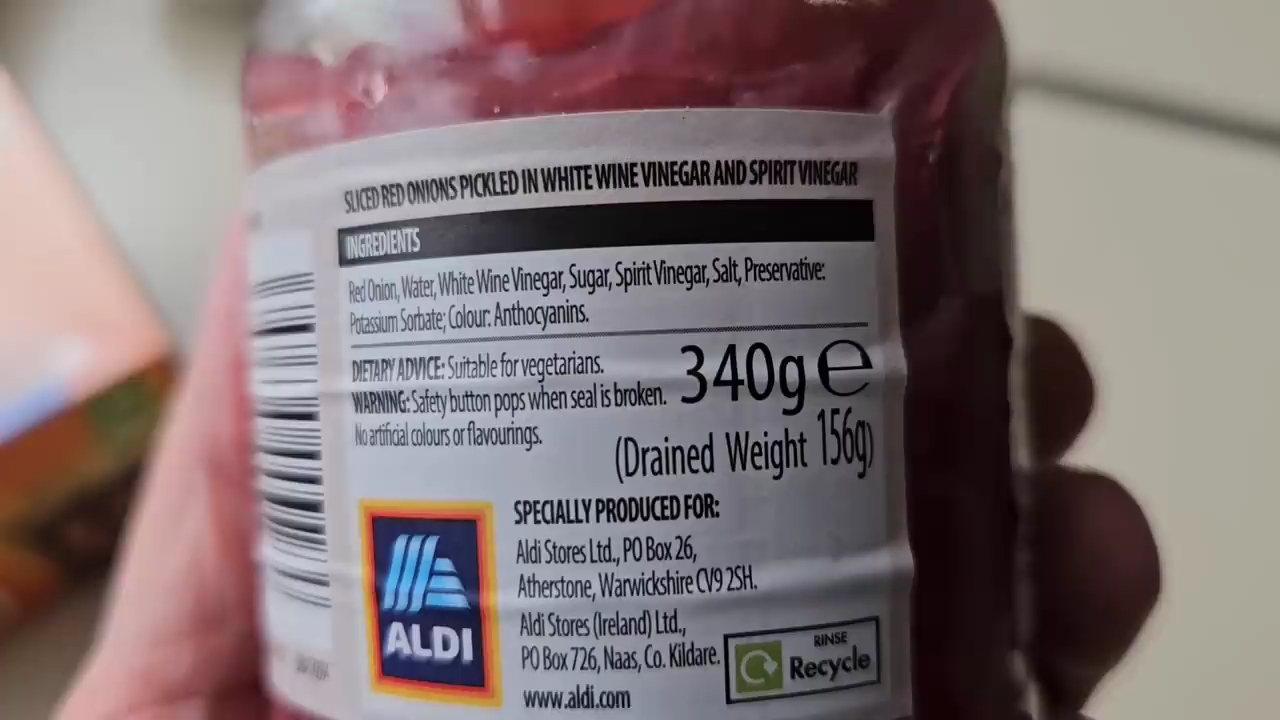 SLICED RED ONIONS PICKLED IN WHITE WINE VINEGAR AND SPIRIT VINEGAR
INGREDIENTS
Red Onion, Water, White Wine Vinegar, Sugar, Spirit Vinegar, Salt, Preservative:
Potassium Sorbate; Colour: Anthocyanins.
DIETARY ADVICE: Suitable for vegetarians.
WARNING: Safety button pops when seal is broken.
No artificial colours or flavourings.
340g e
(Drained Weight 156g)
SPECIALLY PRODUCED FOR:
Aldi Stores Ltd., PO Box 26,
Atherstone, Warwickshire CV9 2SH.
Aldi Stores (Ireland) Ltd.,
PO Box 726, Naas, Co. Kildare.
www.aldi.com
ALDI
RINSE
Recycle